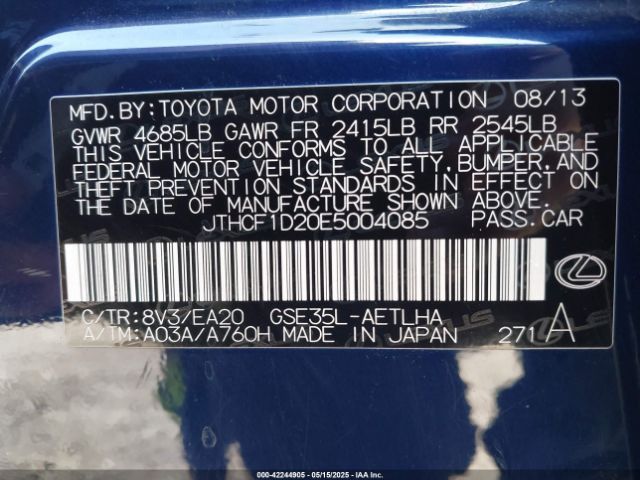 MFD.BY:TOYOTA MOTOR CORPORATION 08/13
GVWR 4685LB GAWR FR 2415LB RR 2545LB
THIS VEHICLE CONFORMS TO ALL APPLICABLE
FEDERAL MOTOR VEHICLE SAFETY,BUMPER,AND
THEFT PREVENTION STANDARDS IN EFFECT ON
THE DATE OF MANUFACTURE SHOWN ABOVE.
JTHCF1D20E5004085 PASS.CAR
C/TR:8V3/EA20 GSE35L-AETLHA
A/TM:A03A/A760H MADE IN JAPAN 271 A
000-42244905 - 05/15/2025 - IAA Inc.